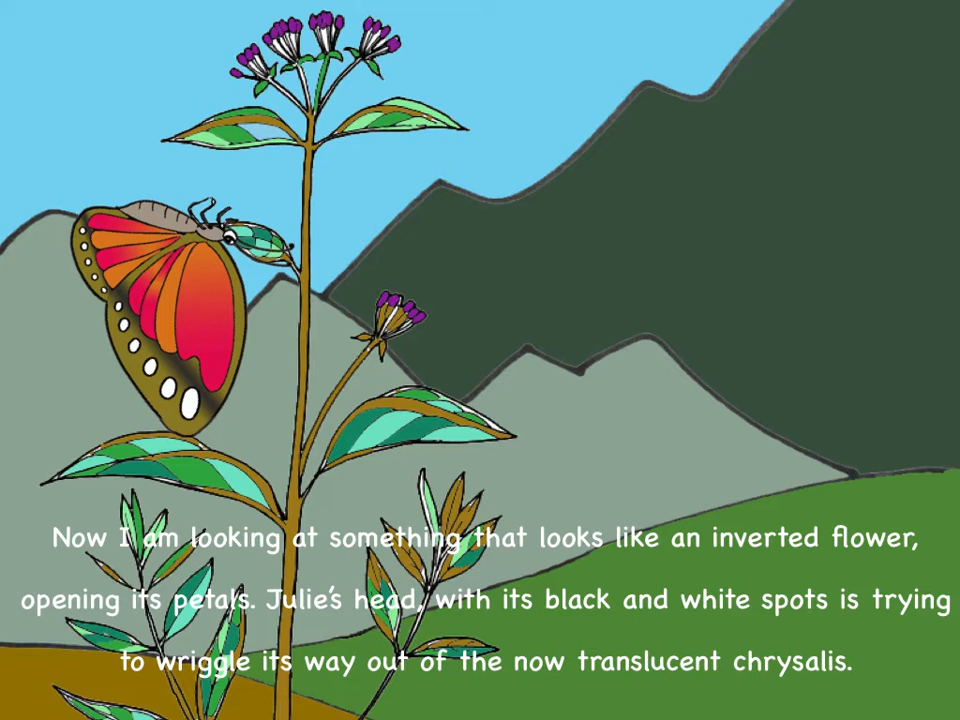 Now I am looking at something that looks like an inverted flower,
opening its petals. Julie's head, with its black and white spots is trying
to wriggle its way out of the now translucent chrysalis.